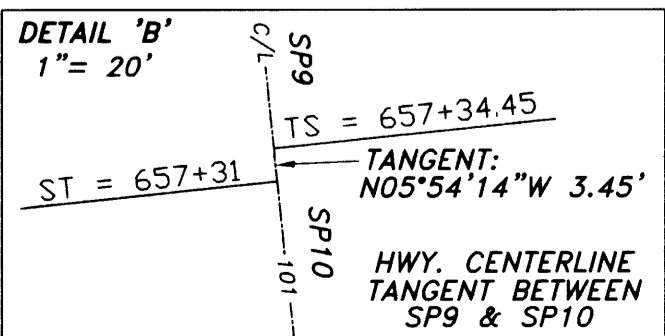 DETAIL 'B'
1"= 20'
C/L
SP9
TS = 657+34.45
TANGENT:
N05°54'14"W 3.45'
ST = 657+31
SP10
101
HWY. CENTERLINE
TANGENT BETWEEN
SP9 & SP10